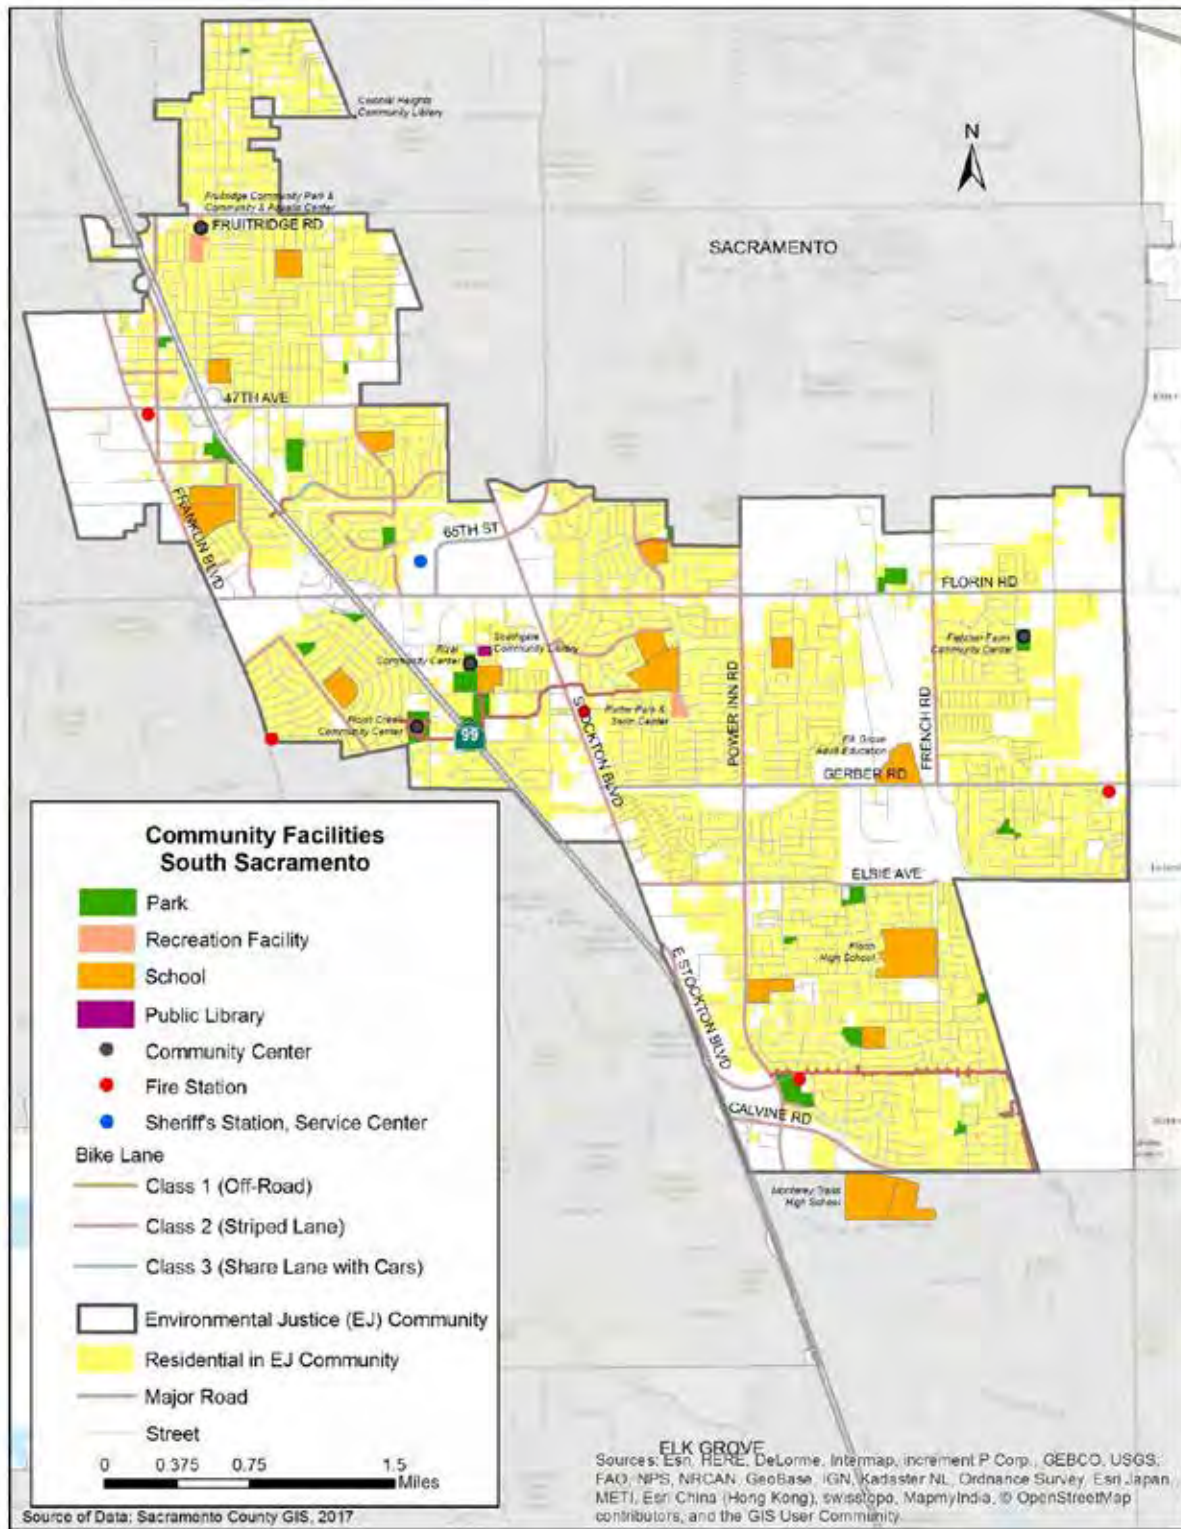 Colonial Heights
Community Library
N
Fruitridge Community Park &
Community & Aquatic Center
FRUITRIDGE RD
SACRAMENTO
47TH AVE
FRANKLIN BLVD
65TH ST
FLORIN RD
Rizal
Community Center
Southgate
Community Library
Fletcher Farm
Community Center
POWER INN RD
FRENCH RD
Florin Creek
Community Center
99
STOCKTON BLVD
Rutter Park &
Swim Center
Elk Grove
Adult Education
GERBER RD
ELSIE AVE
Florin
High School
E STOCKTON BLVD
CALVINE RD
Monterey Trails
High School
Community Facilities
South Sacramento
Park
Recreation Facility
School
Public Library
Community Center
Fire Station
Sheriff's Station, Service Center
Bike Lane
Class 1 (Off-Road)
Class 2 (Striped Lane)
Class 3 (Share Lane with Cars)
Environmental Justice (EJ) Community
Residential in EJ Community
Major Road
Street
0 0.375 0.75 1.5
Miles
ELK GROVE
Sources: Esri, HERE, DeLorme, Intermap, increment P Corp., GEBCO, USGS,
FAO, NPS, NRCAN, GeoBase, IGN, Kadaster NL, Ordnance Survey, Esri Japan,
METI, Esri China (Hong Kong), swisstopo, MapmyIndia, © OpenStreetMap
contributors, and the GIS User Community
Source of Data: Sacramento County GIS, 2017